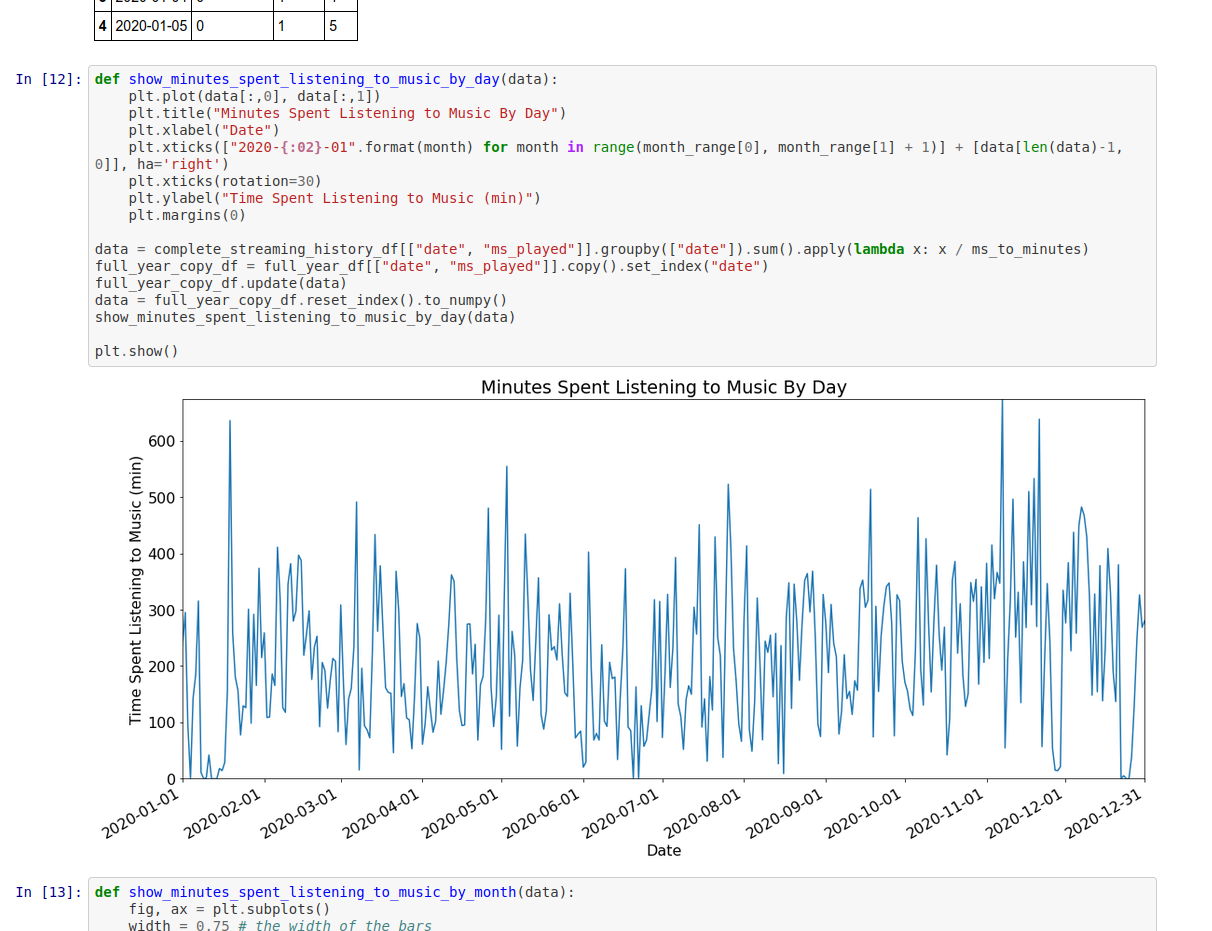 4 2020-01-05 0 1 5
In [12]: def show_minutes_spent_listening_to_music_by_day(data):
    plt.plot(data[:,0], data[:,1])
    plt.title("Minutes Spent Listening to Music By Day")
    plt.xlabel("Date")
    plt.xticks(["2020-{:02}-01".format(month) for month in range(month_range[0], month_range[1] + 1)] + [data[len(data)-1,
0]], ha='right')
    plt.xticks(rotation=30)
    plt.ylabel("Time Spent Listening to Music (min)")
    plt.margins(0)
data = complete_streaming_history_df[["date", "ms_played"]].groupby(["date"]).sum().apply(lambda x: x / ms_to_minutes)
full_year_copy_df = full_year_df[["date", "ms_played"]].copy().set_index("date")
full_year_copy_df.update(data)
data = full_year_copy_df.reset_index().to_numpy()
show_minutes_spent_listening_to_music_by_day(data)
plt.show()
Minutes Spent Listening to Music By Day
Time Spent Listening to Music (min)
600
500
400
300
200
100
0
2020-01-01 2020-02-01 2020-03-01 2020-04-01 2020-05-01 2020-06-01 2020-07-01 2020-08-01 2020-09-01 2020-10-01 2020-11-01 2020-12-01 2020-12-31
Date
In [13]: def show_minutes_spent_listening_to_music_by_month(data):
    fig, ax = plt.subplots()
    width = 0.75 # the width of the bars